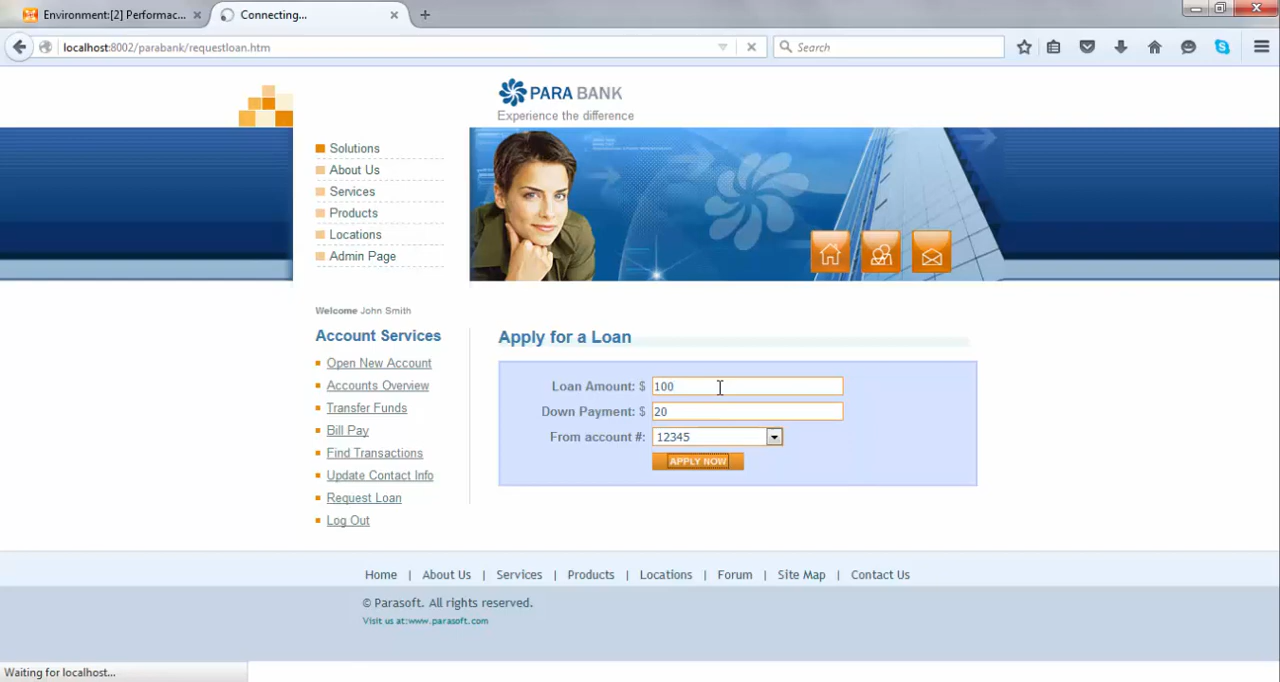 Environment:[2] Performac...
Connecting...
localhost:8002/parabank/requestloan.htm
Search
PARA BANK
Experience the difference
Solutions
About Us
Services
Products
Locations
Admin Page
Welcome John Smith
Account Services
Open New Account
Accounts Overview
Transfer Funds
Bill Pay
Find Transactions
Update Contact Info
Request Loan
Log Out
Apply for a Loan
Loan Amount: $ 100
Down Payment: $ 20
From account #: 12345
APPLY NOW
Home | About Us | Services | Products | Locations | Forum | Site Map | Contact Us
© Parasoft. All rights reserved.
Visit us at:www.parasoft.com
Waiting for localhost...